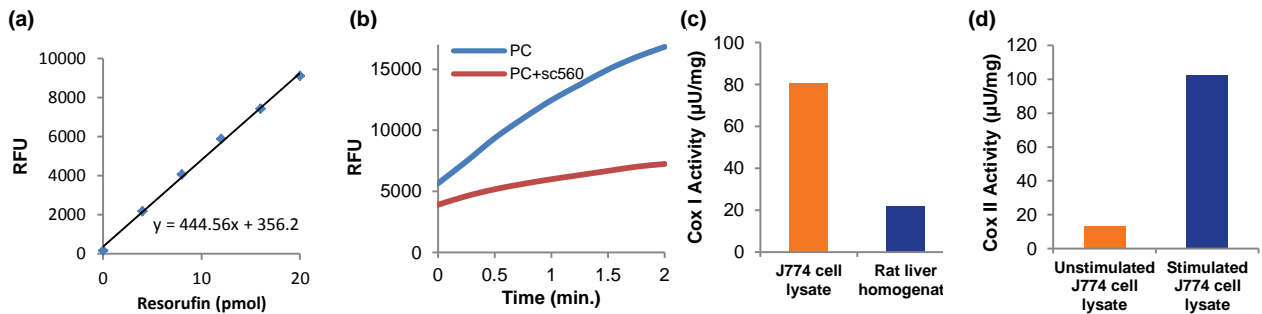 (a)
RFU
10000
8000
6000
4000
2000
0
y = 444.56x + 356.2
0 10 20
Resorufin (pmol)
(b)
RFU
15000
10000
5000
0
PC
PC+sc560
0 0.5 1 1.5 2
Time (min.)
(c)
Cox I Activity (µU/mg)
100
80
60
40
20
0
J774 cell
lysate
Rat liver
homogenat
(d)
Cox II Activity (µU/mg)
120
100
80
60
40
20
0
Unstimulated
J774 cell
lysate
Stimulated
J774 cell
lysate